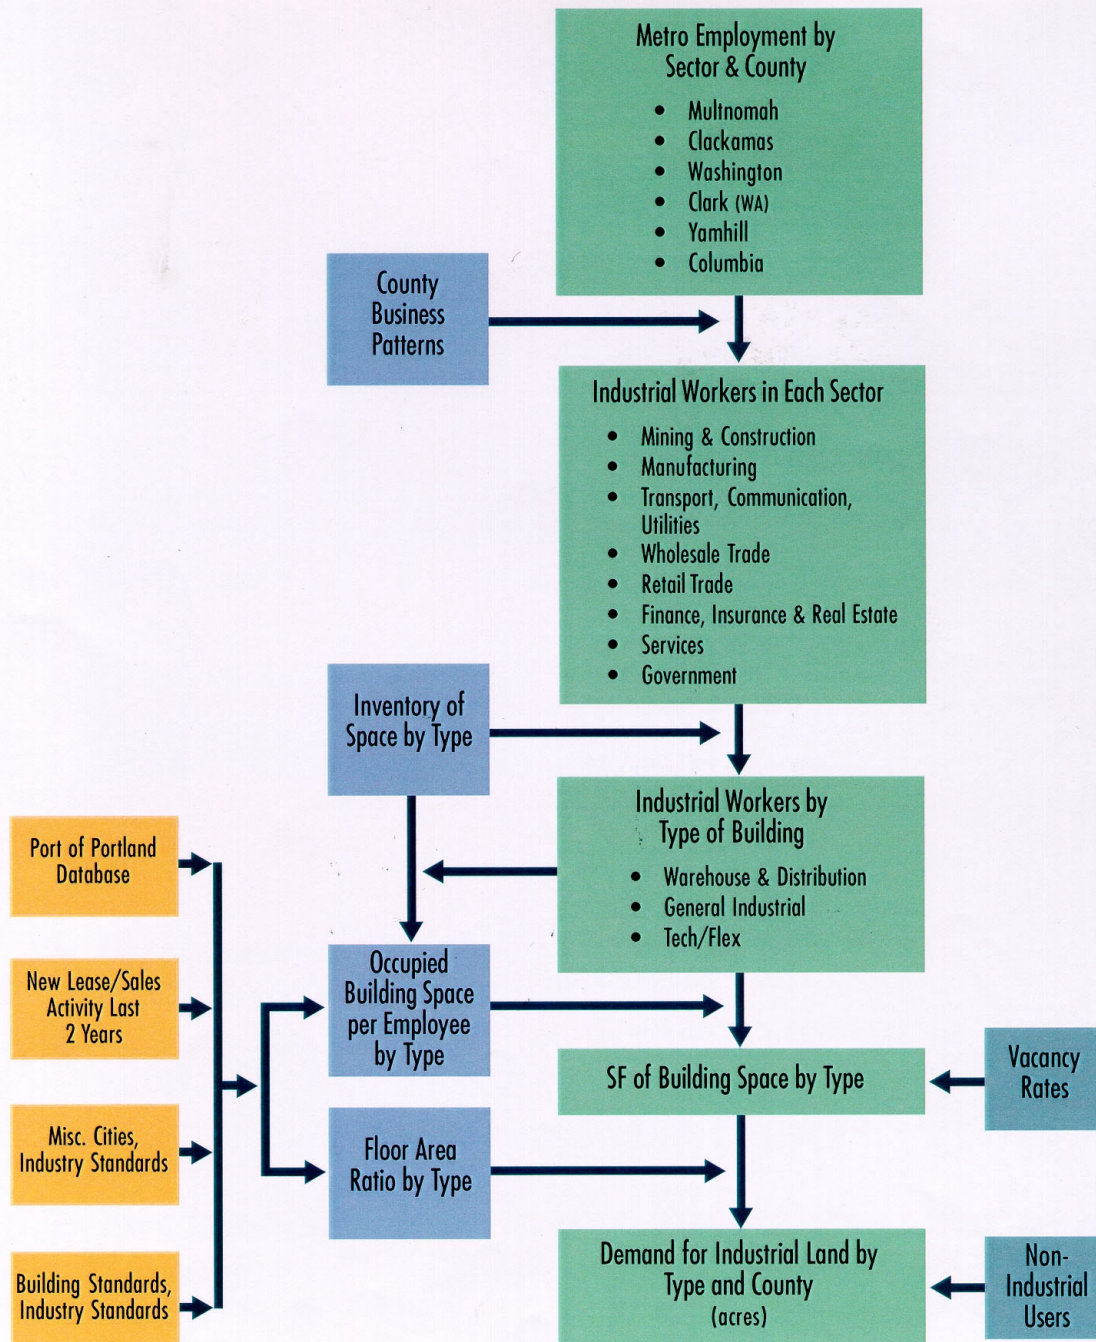 Metro Employment by
Sector & County
• Multnomah
• Clackamas
• Washington
• Clark (WA)
• Yamhill
• Columbia
County
Business
Patterns
Industrial Workers in Each Sector
• Mining & Construction
• Manufacturing
• Transport, Communication,
Utilities
• Wholesale Trade
• Retail Trade
• Finance, Insurance & Real Estate
• Services
• Government
Inventory of
Space by Type
Industrial Workers by
Type of Building
• Warehouse & Distribution
• General Industrial
• Tech/Flex
Port of Portland
Database
New Lease/Sales
Activity Last
2 Years
Misc. Cities,
Industry Standards
Building Standards,
Industry Standards
Occupied
Building Space
per Employee
by Type
Floor Area
Ratio by Type
SF of Building Space by Type
Vacancy
Rates
Demand for Industrial Land by
Type and County
(acres)
Non-
Industrial
Users